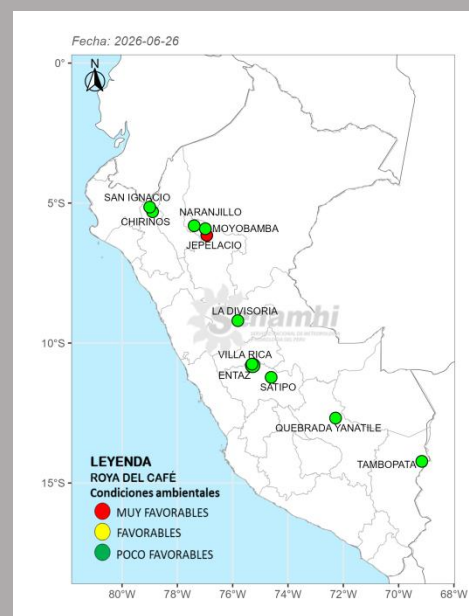 Fecha: 2026-06-26
N
0°
SAN IGNACIO
CHIRINOS
NARANJILLO
MOYOBAMBA
JEPELACIO
5°S
LA DIVISORIA
Senamhi
VILLA RICA
ENTAZ
SATIPO
10°S
QUEBRADA YANATILE
TAMBOPATA
15°S
LEYENDA
ROYA DEL CAFÉ
Condiciones ambientales
MUY FAVORABLES
FAVORABLES
POCO FAVORABLES
80°W 78°W 76°W 74°W 72°W 70°W 68°W